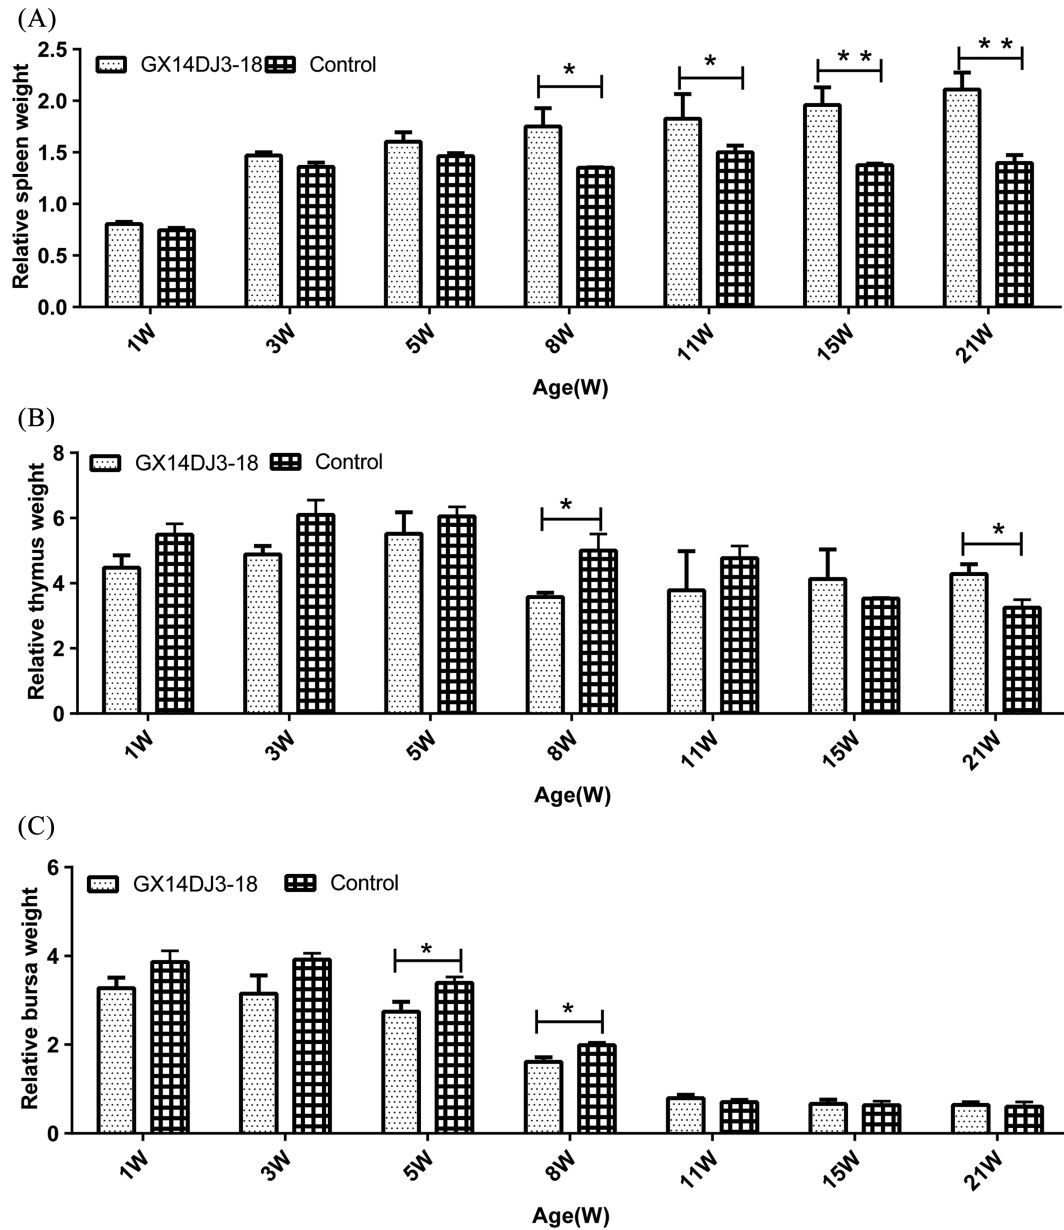 (A)
Relative spleen weight
2.5
2.0
1.5
1.0
0.5
0.0
GX14DJ3-18 Control
*
*
* *
* *
1W 3W 5W 8W 11W 15W 21W
Age(W)
(B)
Relative thymus weight
8
6
4
2
0
GX14DJ3-18 Control
*
*
1W 3W 5W 8W 11W 15W 21W
Age(W)
(C)
Relative bursa weight
6
4
2
0
GX14DJ3-18 Control
*
*
1W 3W 5W 8W 11W 15W 21W
Age(W)